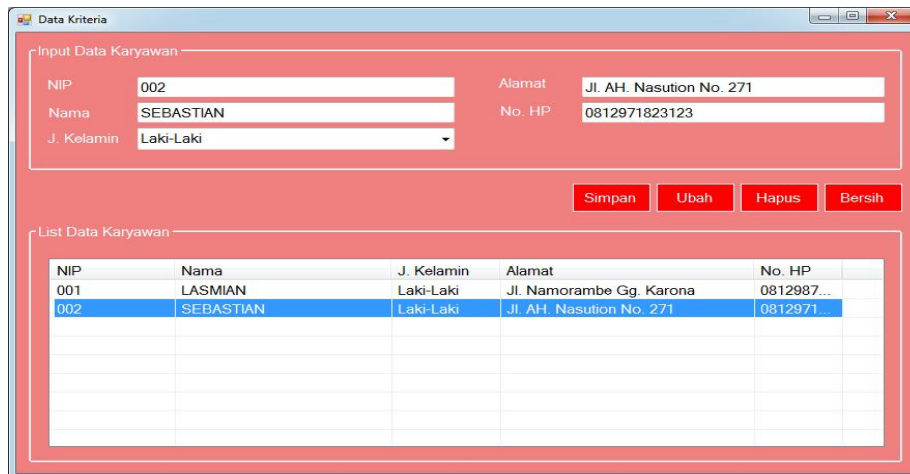 Data Kriteria
Input Data Karyawan
NIP 002 Alamat Jl. AH. Nasution No. 271
Nama SEBASTIAN No. HP 0812971823123
J. Kelamin Laki-Laki
Simpan Ubah Hapus Bersih
List Data Karyawan
NIP Nama J. Kelamin Alamat No. HP
001 LASMIAN Laki-Laki Jl. Namorambe Gg. Karona 0812987...
002 SEBASTIAN Laki-Laki Jl. AH. Nasution No. 271 0812971...